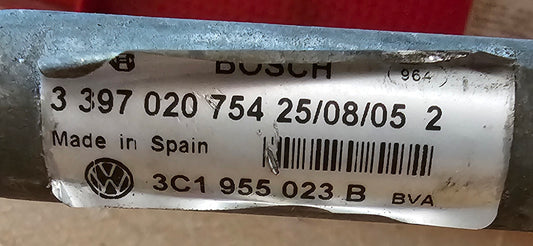 BOSCH 964
3 397 020 754 25/08/05 2
Made in Spain
3C1 955 023 B BVA